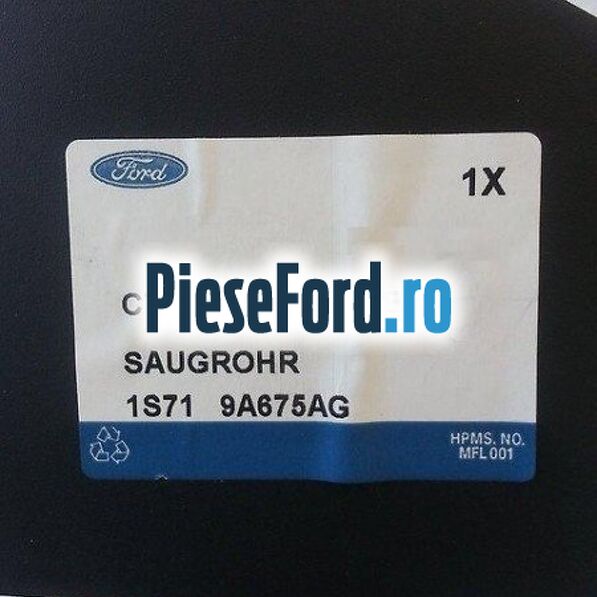 Ford
1X
PieseFord.ro
SAUGROHR
1S71 9A675AG
HPMS. NO.
MFL 001